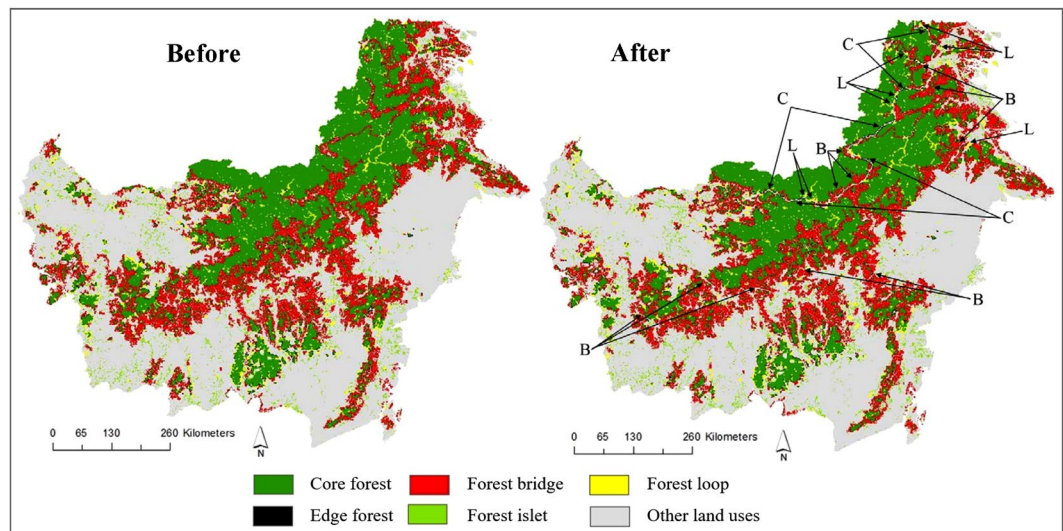 Before
After
C
L
L
B
C
L
L
B
C
B
B
0 65 130 260 Kilometers
N
0 65 130 260 Kilometers
N
Core forest
Forest bridge
Forest loop
Edge forest
Forest islet
Other land uses